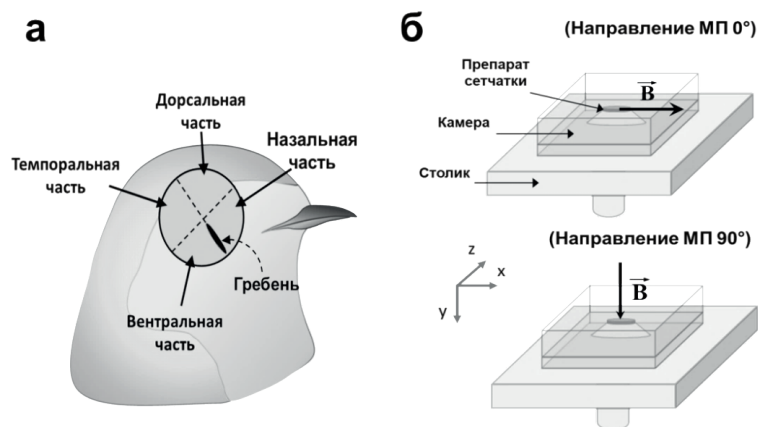 а
Дорсальная
часть
Назальная
часть
Темпоральная
часть
Гребень
Вентральная
часть
б
(Направление МП 0°)
Препарат
сетчатки
B
Камера
Столик
(Направление МП 90°)
z
x
y
B